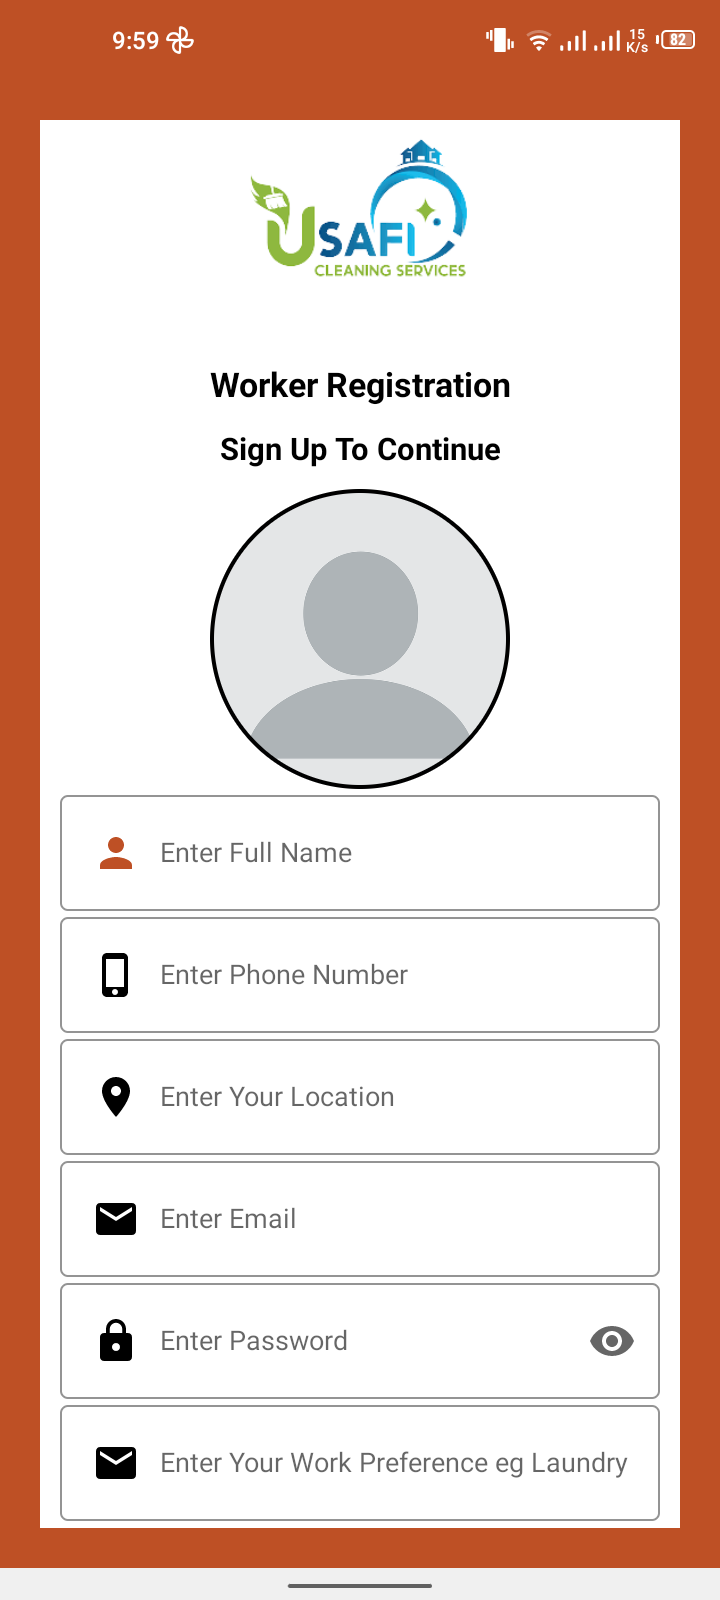 9:59
15
K/s
82
USAFI
CLEANING SERVICES
Worker Registration
Sign Up To Continue
Enter Full Name
Enter Phone Number
Enter Your Location
Enter Email
Enter Password
Enter Your Work Preference eg Laundry